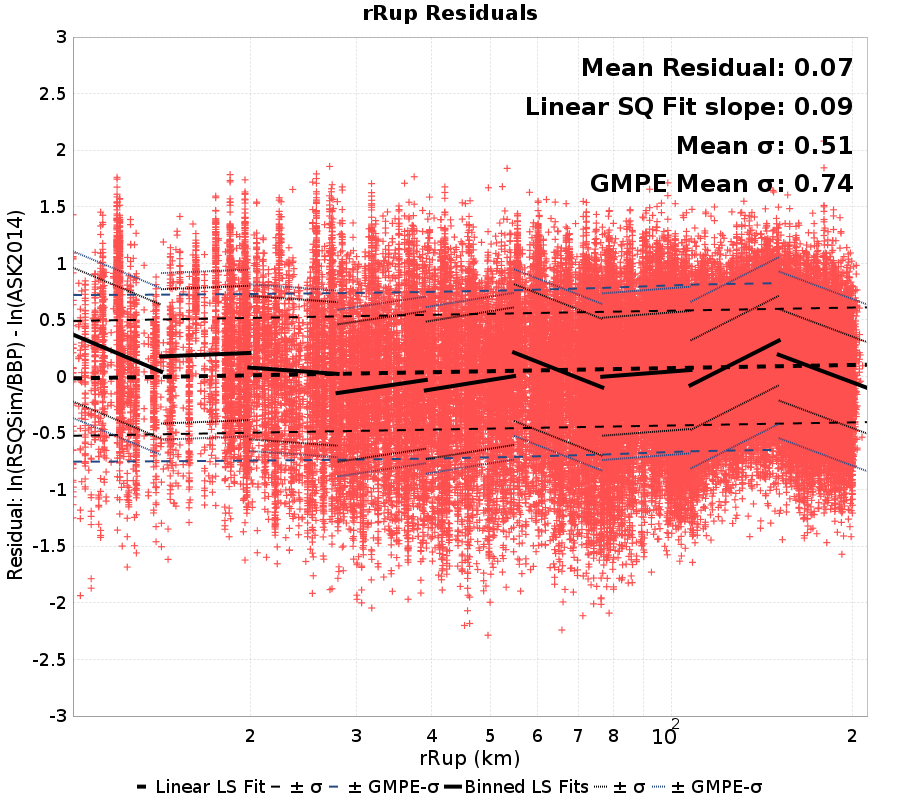 rRup Residuals
Mean Residual: 0.07
Linear SQ Fit slope: 0.09
Mean σ: 0.51
GMPE Mean σ: 0.74
Residual: ln(RSQSim/BBP) - ln(ASK2014)
3
2.5
2
1.5
1
0.5
0
-0.5
-1
-1.5
-2
-2.5
-3
2 3 4 5 6 7 8 10² 2
rRup (km)
Linear LS Fit ± σ ± GMPE-σ Binned LS Fits ± σ ± GMPE-σ